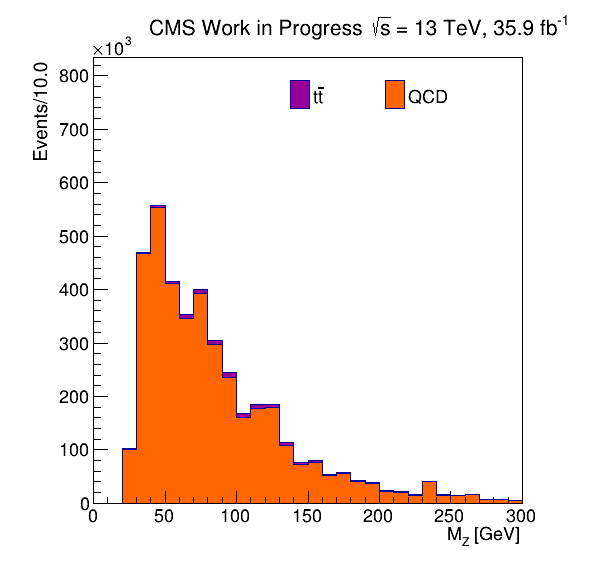 CMS Work in Progress √s = 13 TeV, 35.9 fb⁻¹
×10³
Events/10.0
800
700
600
500
400
300
200
100
0
tt̄ QCD
0 50 100 150 200 250 300
M_Z [GeV]